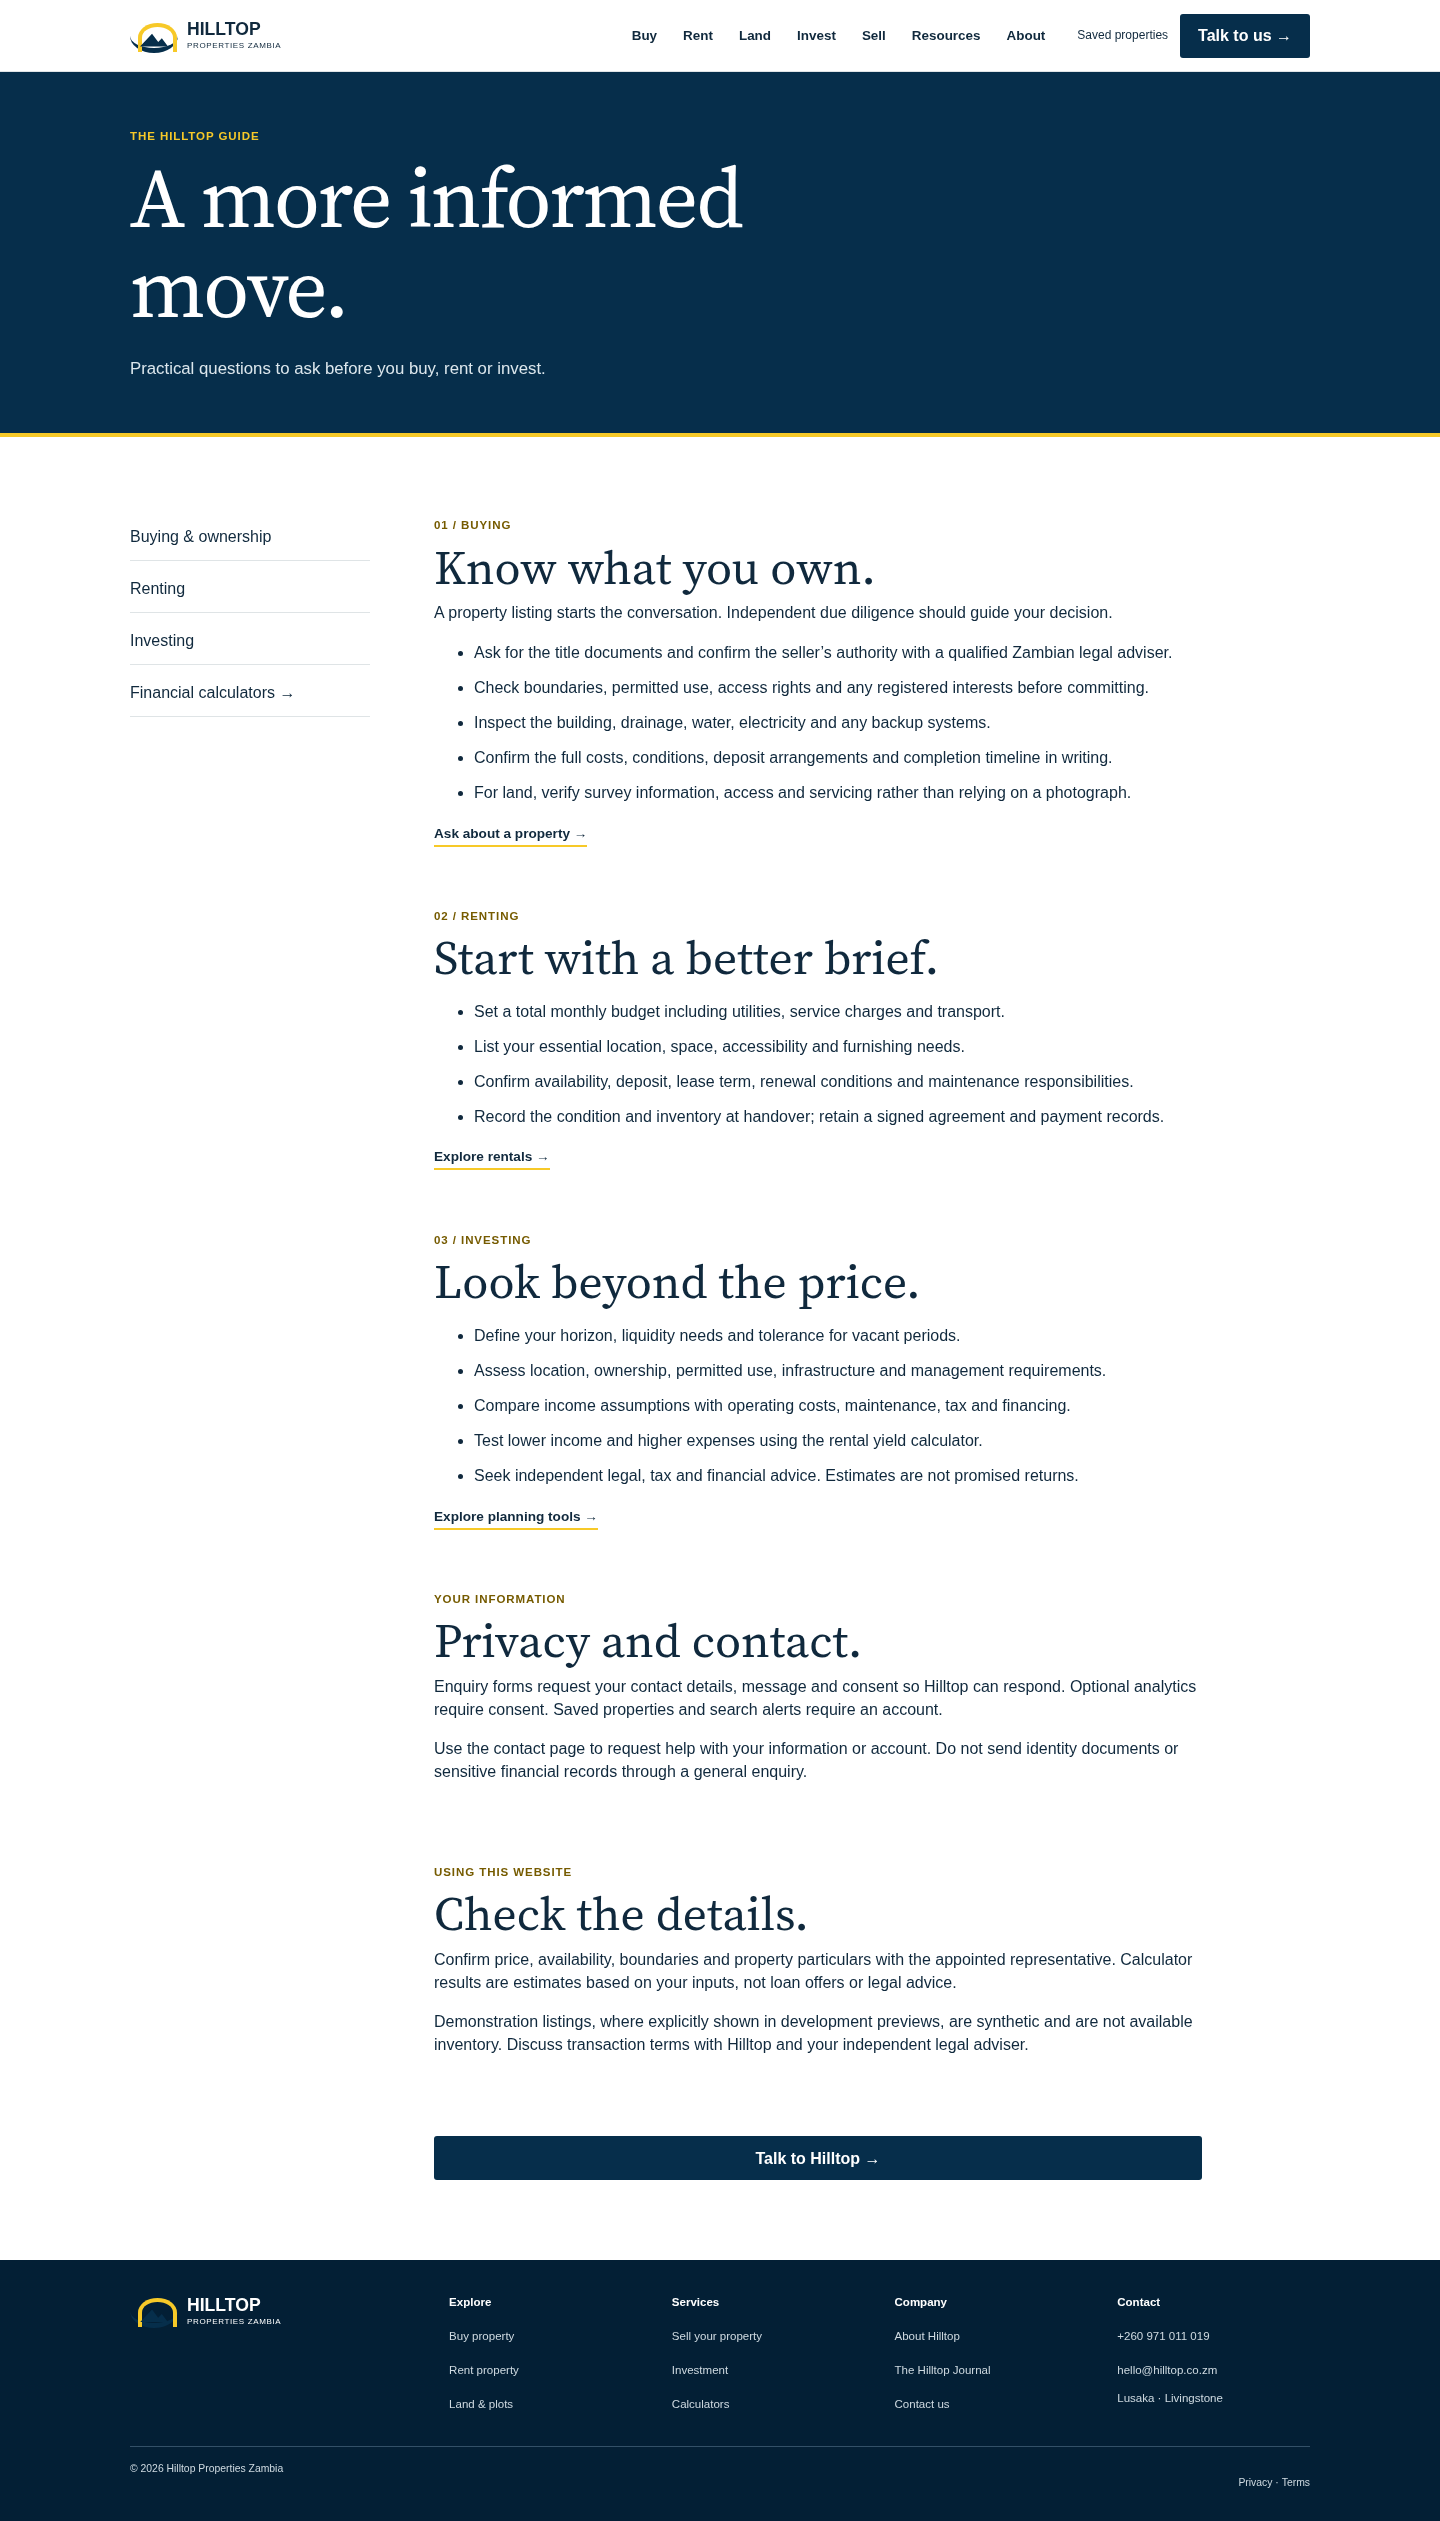 HILLTOP
PROPERTIES ZAMBIA
Buy
Rent
Land
Invest
Sell
Resources
About
Saved properties
Talk to us →
THE HILLTOP GUIDE
A more informed
move.
Practical questions to ask before you buy, rent or invest.
Buying & ownership
Renting
Investing
Financial calculators →
01 / BUYING
Know what you own.
A property listing starts the conversation. Independent due diligence should guide your decision.
• Ask for the title documents and confirm the seller’s authority with a qualified Zambian legal adviser.
• Check boundaries, permitted use, access rights and any registered interests before committing.
• Inspect the building, drainage, water, electricity and any backup systems.
• Confirm the full costs, conditions, deposit arrangements and completion timeline in writing.
• For land, verify survey information, access and servicing rather than relying on a photograph.
Ask about a property →
02 / RENTING
Start with a better brief.
• Set a total monthly budget including utilities, service charges and transport.
• List your essential location, space, accessibility and furnishing needs.
• Confirm availability, deposit, lease term, renewal conditions and maintenance responsibilities.
• Record the condition and inventory at handover; retain a signed agreement and payment records.
Explore rentals →
03 / INVESTING
Look beyond the price.
• Define your horizon, liquidity needs and tolerance for vacant periods.
• Assess location, ownership, permitted use, infrastructure and management requirements.
• Compare income assumptions with operating costs, maintenance, tax and financing.
• Test lower income and higher expenses using the rental yield calculator.
• Seek independent legal, tax and financial advice. Estimates are not promised returns.
Explore planning tools →
YOUR INFORMATION
Privacy and contact.
Enquiry forms request your contact details, message and consent so Hilltop can respond. Optional analytics
require consent. Saved properties and search alerts require an account.
Use the contact page to request help with your information or account. Do not send identity documents or
sensitive financial records through a general enquiry.
USING THIS WEBSITE
Check the details.
Confirm price, availability, boundaries and property particulars with the appointed representative. Calculator
results are estimates based on your inputs, not loan offers or legal advice.
Demonstration listings, where explicitly shown in development previews, are synthetic and are not available
inventory. Discuss transaction terms with Hilltop and your independent legal adviser.
Talk to Hilltop →
HILLTOP
PROPERTIES ZAMBIA
Explore
Buy property
Rent property
Land & plots
Services
Sell your property
Investment
Calculators
Company
About Hilltop
The Hilltop Journal
Contact us
Contact
+260 971 011 019
hello@hilltop.co.zm
Lusaka · Livingstone
© 2026 Hilltop Properties Zambia
Privacy · Terms